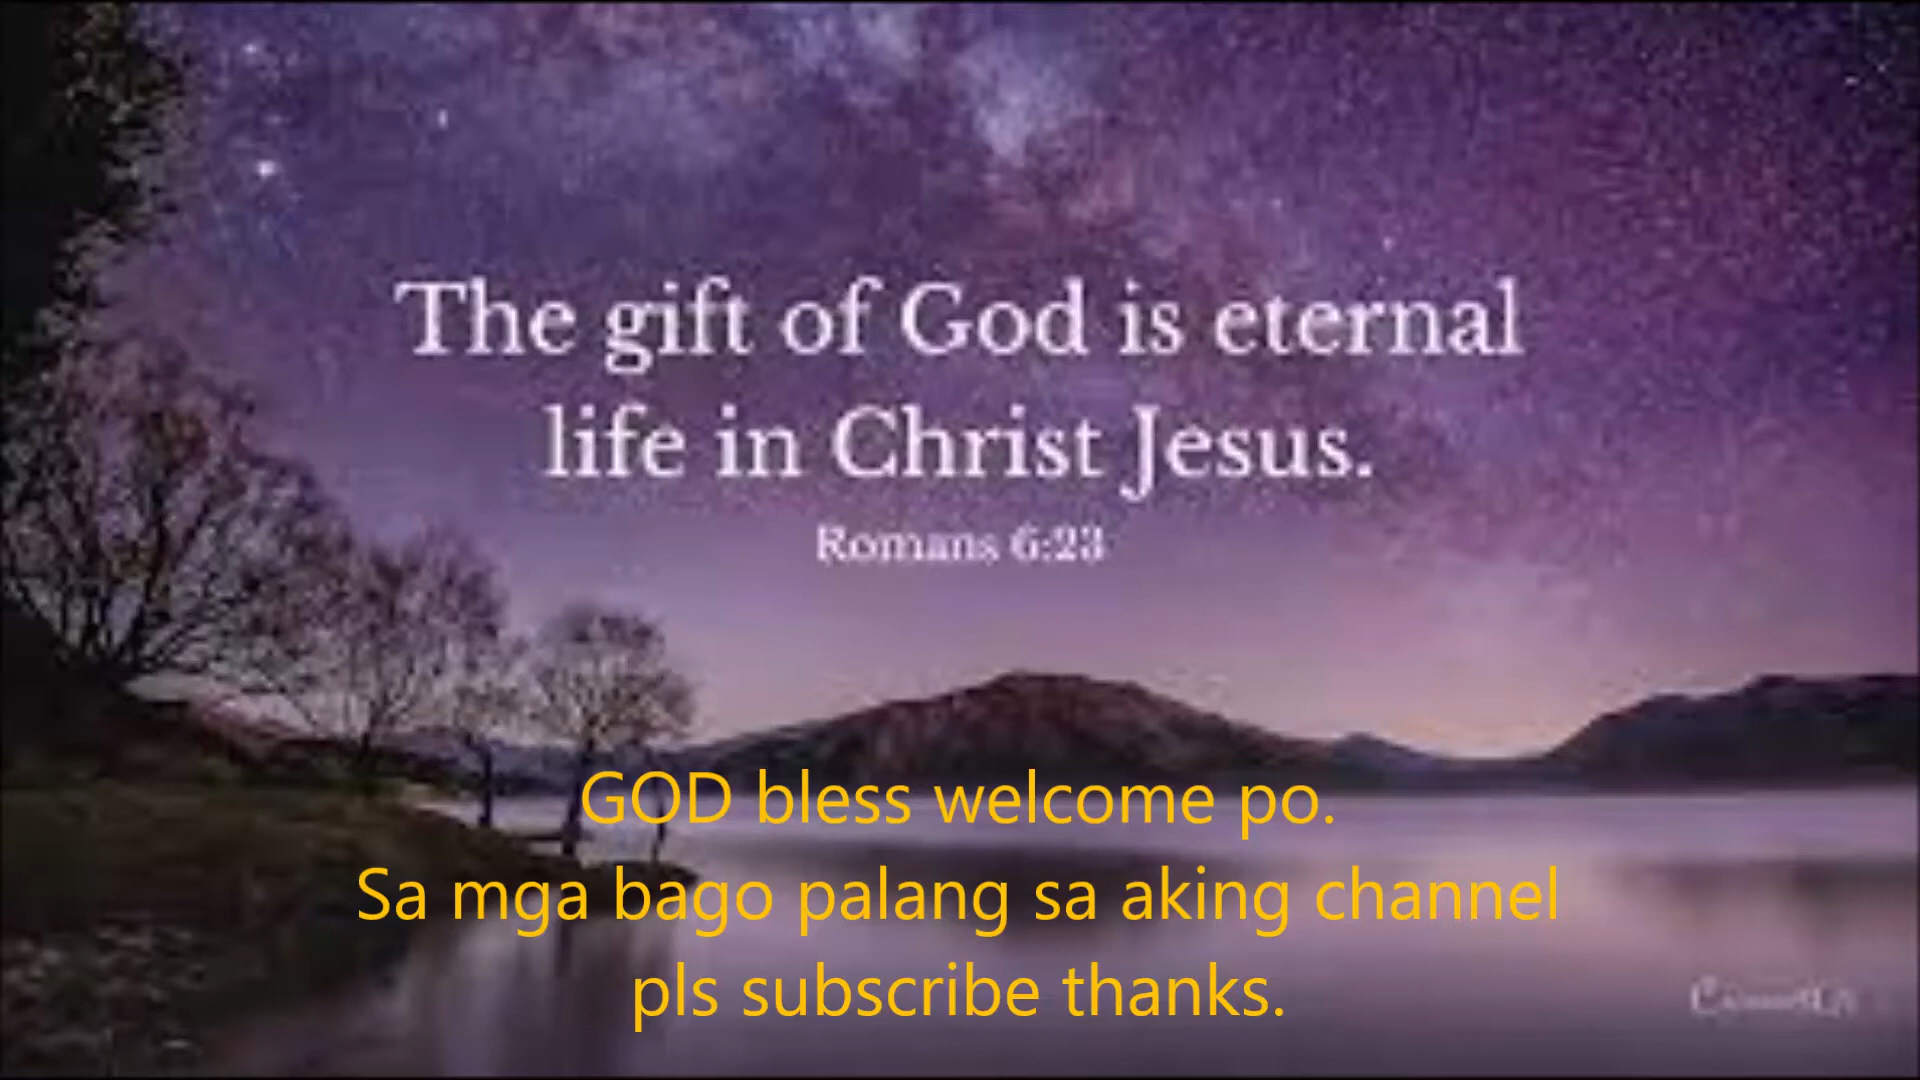 The gift of God is eternal
life in Christ Jesus.
Romans 6:23
GOD bless welcome po.
Sa mga bago palang sa aking channel
pls subscribe thanks.